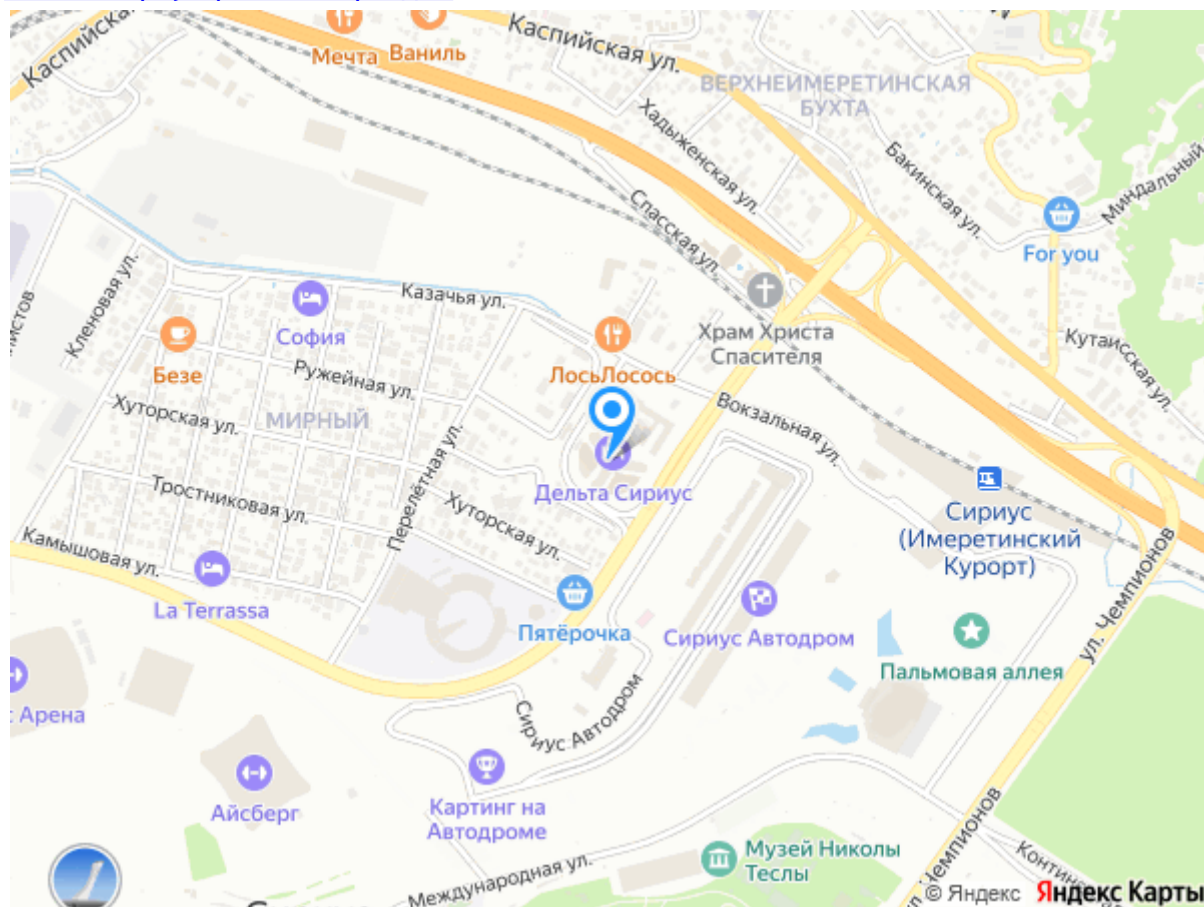 Каспийская
Мечта
Ваниль
Каспийская ул.
ВЕРХНЕИМЕРЕТИНСКАЯ
БУХТА
Хадыженская ул.
Бакинская ул.
Миндальный
For you
Спасская ул.
Кленовая ул.
Казачья ул.
София
Храм Христа
Спасителя
Кутаисская ул.
Безе
Ружейная ул.
ЛосьЛосось
Хуторская ул.
МИРНЫЙ
Вокзальная ул.
Перелётная ул.
Тростниковая ул.
Дельта Сириус
Хуторская ул.
Сириус
(Имеретинский
Курорт)
Камышовая ул.
La Terrassa
Пятёрочка
Сириус Автодром
ул. Чемпионов
Пальмовая аллея
Арена
Сириус Автодром
Айсберг
Картинг на
Автодроме
Музей Николы
Теслы
Международная ул.
ул. Чемпионов
© Яндекс Яндекс Карты